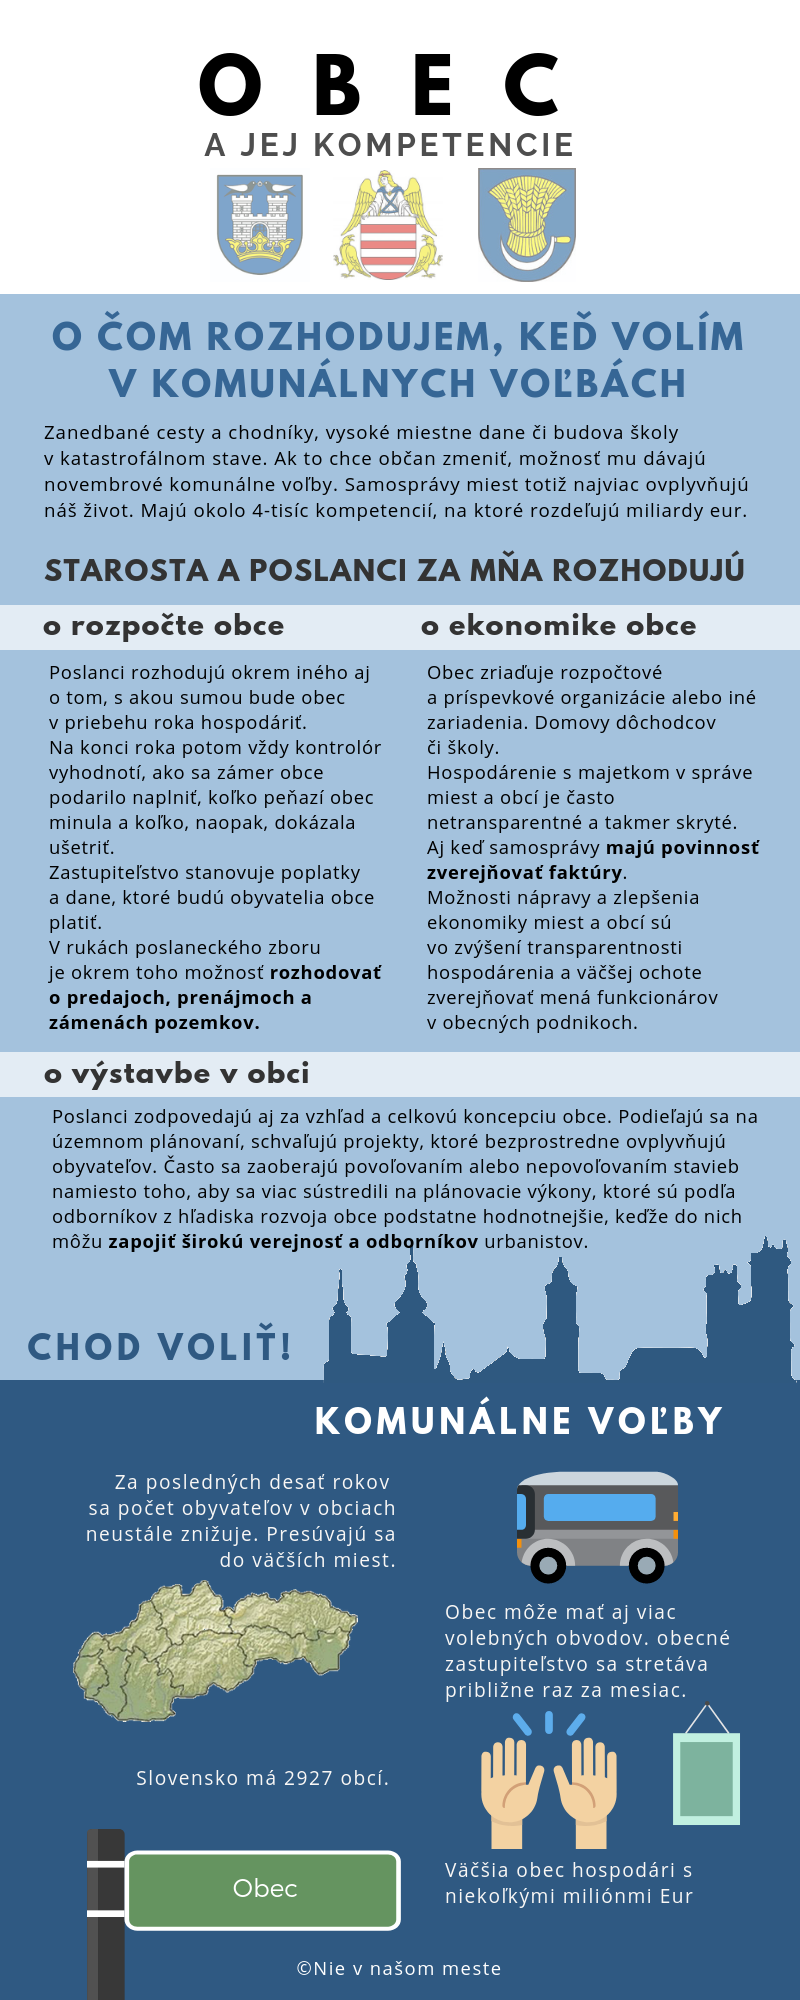 OBEC
A JEJ KOMPETENCIE
O ČOM ROZHODUJEM, KEĎ VOLÍM
V KOMUNÁLNYCH VOĽBÁCH
Zanedbané cesty a chodníky, vysoké miestne dane či budova školy
v katastrofálnom stave. Ak to chce občan zmeniť, možnosť mu dávajú
novembrové komunálne voľby. Samosprávy miest totiž najviac ovplyvňujú
náš život. Majú okolo 4-tisíc kompetencií, na ktoré rozdeľujú miliardy eur.
STAROSTA A POSLANCI ZA MŇA ROZHODUJÚ
o rozpočte obce
Poslanci rozhodujú okrem iného aj
o tom, s akou sumou bude obec
v priebehu roka hospodáriť.
Na konci roka potom vždy kontrolór
vyhodnotí, ako sa zámer obce
podarilo naplniť, koľko peňazí obec
minula a koľko, naopak, dokázala
ušetriť.
Zastupiteľstvo stanovuje poplatky
a dane, ktoré budú obyvatelia obce
platiť.
V rukách poslaneckého zboru
je okrem toho možnosť rozhodovať
o predajoch, prenájmoch a
zámenách pozemkov.
o ekonomike obce
Obec zriaďuje rozpočtové
a príspevkové organizácie alebo iné
zariadenia. Domovy dôchodcov
či školy.
Hospodárenie s majetkom v správe
miest a obcí je často
netransparentné a takmer skryté.
Aj keď samosprávy majú povinnosť
zverejňovať faktúry.
Možnosti nápravy a zlepšenia
ekonomiky miest a obcí sú
vo zvýšení transparentnosti
hospodárenia a väčšej ochote
zverejňovať mená funkcionárov
v obecných podnikoch.
o výstavbe v obci
Poslanci zodpovedajú aj za vzhľad a celkovú koncepciu obce. Podieľajú sa na
územnom plánovaní, schvaľujú projekty, ktoré bezprostredne ovplyvňujú
obyvateľov. Často sa zaoberajú povoľovaním alebo nepovoľovaním stavieb
namiesto toho, aby sa viac sústredili na plánovacie výkony, ktoré sú podľa
odborníkov z hľadiska rozvoja obce podstatne hodnotnejšie, keďže do nich
môžu zapojiť širokú verejnosť a odborníkov urbanistov.
CHOD VOLIŤ!
KOMUNÁLNE VOĽBY
Za posledných desať rokov
sa počet obyvateľov v obciach
neustále znižuje. Presúvajú sa
do väčších miest.
Obec môže mať aj viac
volebných obvodov. obecné
zastupiteľstvo sa stretáva
približne raz za mesiac.
Slovensko má 2927 obcí.
Väčšia obec hospodári s
niekoľkými miliónmi Eur
Obec
©Nie v našom meste